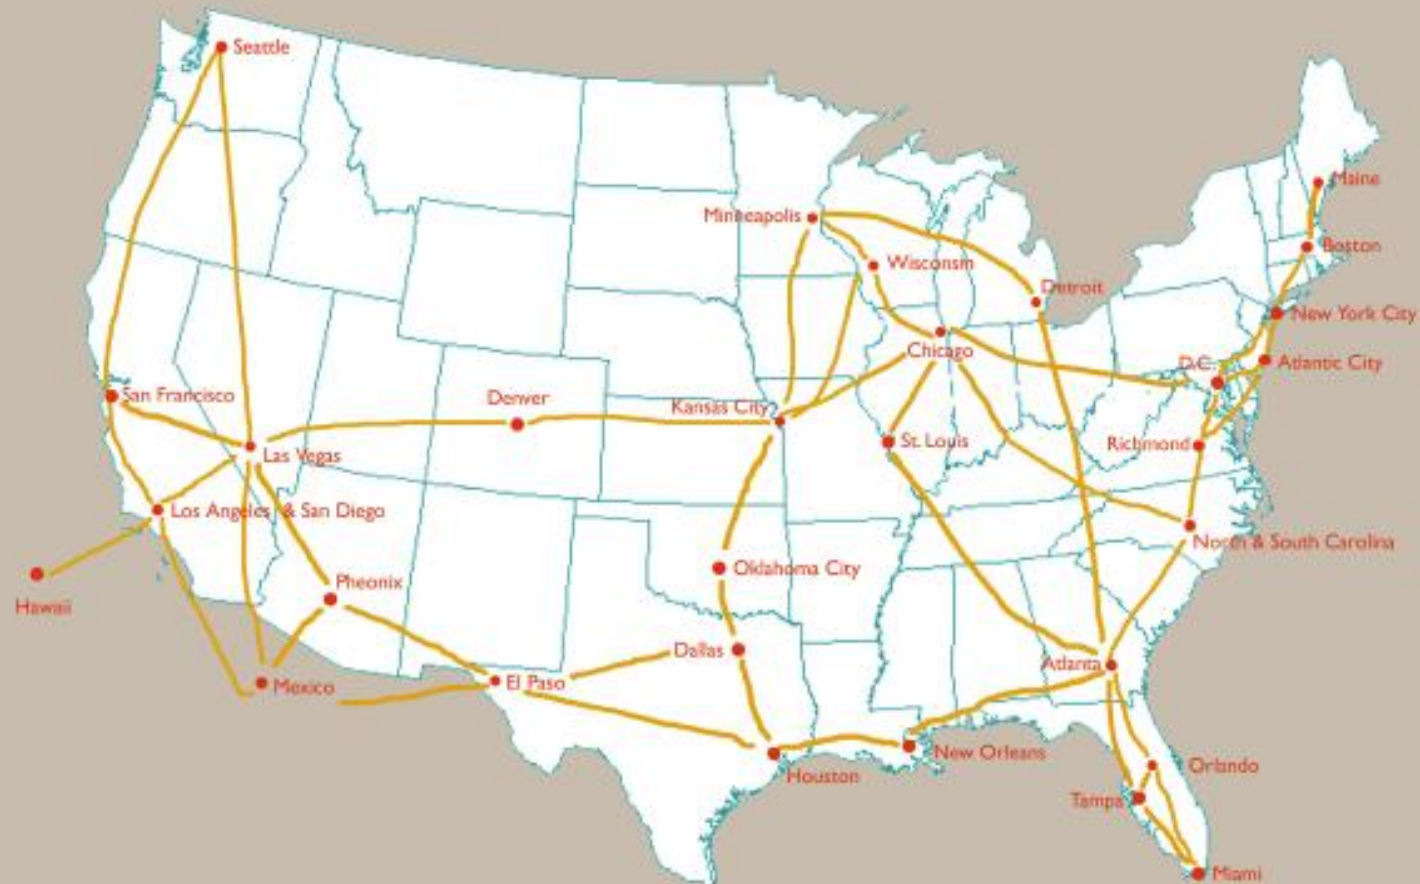 Seattle
Maine
Minneapolis
Boston
Wisconsm
Detroit
New York City
Chicago
D.C.
Atlantic City
San Francisco
Denver
Kansas City
St. Louis
Richmond
Las Vegas
Los Angeles & San Diego
North & South Carolina
Oklahoma City
Pheonix
Hawaii
Dallas
Atlanta
El Paso
Mexico
New Orleans
Orlando
Houston
Tampa
Miami